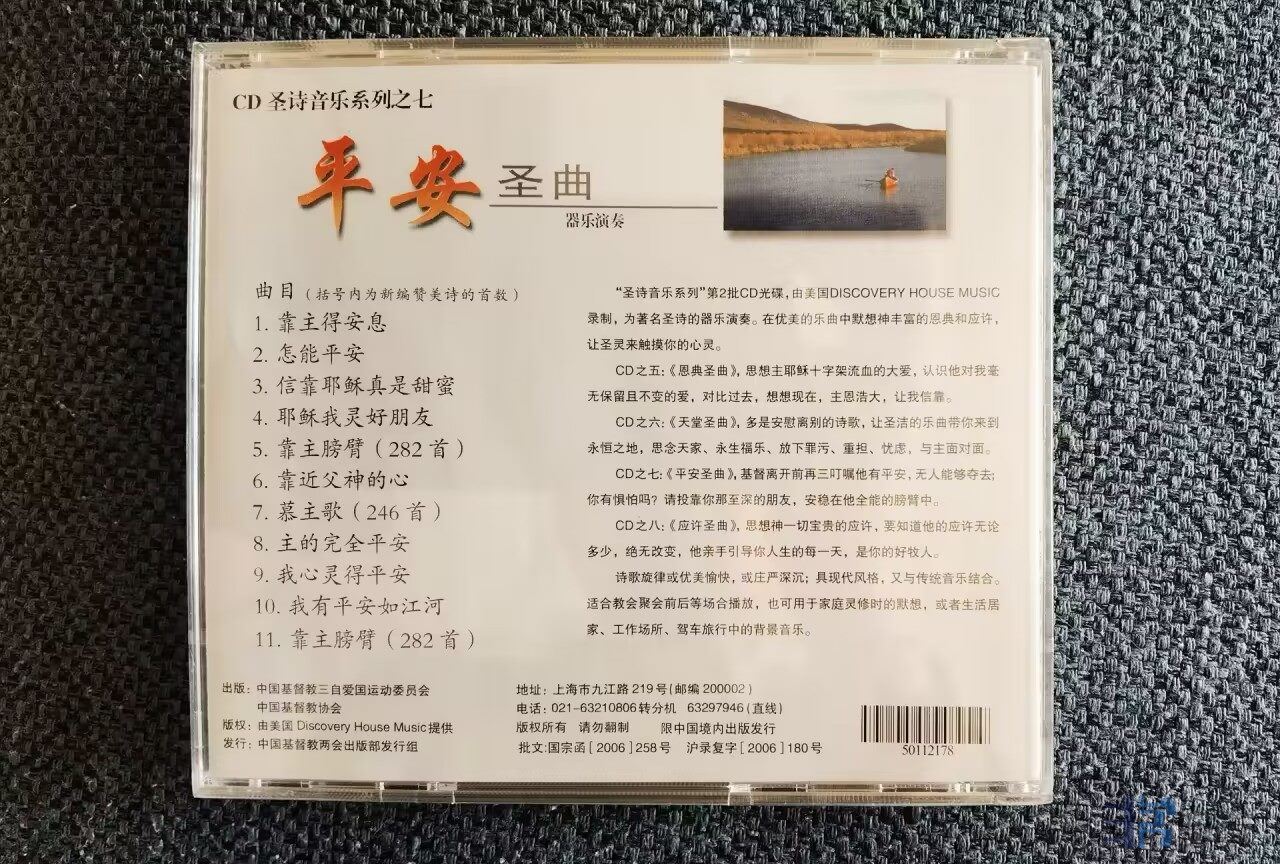 CD 圣诗音乐系列之七
平安圣曲
器乐演奏
曲目(括号内为新编赞美诗的首数)
1. 靠主得安息
2. 怎能平安
3. 信靠耶稣真是甜蜜
4. 耶稣我灵好朋友
5. 靠主膀臂(282 首)
6. 靠近父神的心
7. 慕主歌(246 首)
8. 主的完全平安
9. 我心灵得平安
10. 我有平安如江河
11. 靠主膀臂(282 首)
“圣诗音乐系列”第2批CD光碟,由美国DISCOVERY HOUSE MUSIC
录制,为著名圣诗的器乐演奏。在优美的乐曲中默想神丰富的恩典和应许,
让圣灵来触摸你的心灵。
CD之五:《恩典圣曲》,思想主耶稣十字架流血的大爱,认识他对我毫
无保留且不变的爱,对比过去,想想现在,主恩浩大,让我信靠。
CD之六:《天堂圣曲》,多是安慰离别的诗歌,让圣洁的乐曲带你来到
永恒之地,思念天家、永生福乐、放下罪污、重担、忧虑,与主面对面。
CD之七:《平安圣曲》,基督离开前再三叮嘱他有平安,无人能够夺去;
你有惧怕吗?请投靠你那至深的朋友,安稳在他全能的膀臂中。
CD之八:《应许圣曲》,思想神一切宝贵的应许,要知道他的应许无论
多少,绝无改变,他亲手引导你人生的每一天,是你的好牧人。
诗歌旋律或优美愉快,或庄严深沉;具现代风格,又与传统音乐结合。
适合教会聚会前后等场合播放,也可用于家庭灵修时的默想,或者生活居
家、工作场所、驾车旅行中的背景音乐。
出版:中国基督教三自爱国运动委员会
中国基督教协会
版权:由美国 Discovery House Music提供
发行:中国基督教两会出版部发行组
地址:上海市九江路 219号(邮编 200002)
电话:021-63210806转分机 63297946(直线)
版权所有 请勿翻制 限中国境内出版发行
批文:国宗函[2006]258号 沪录复字[2006]180号
50112178